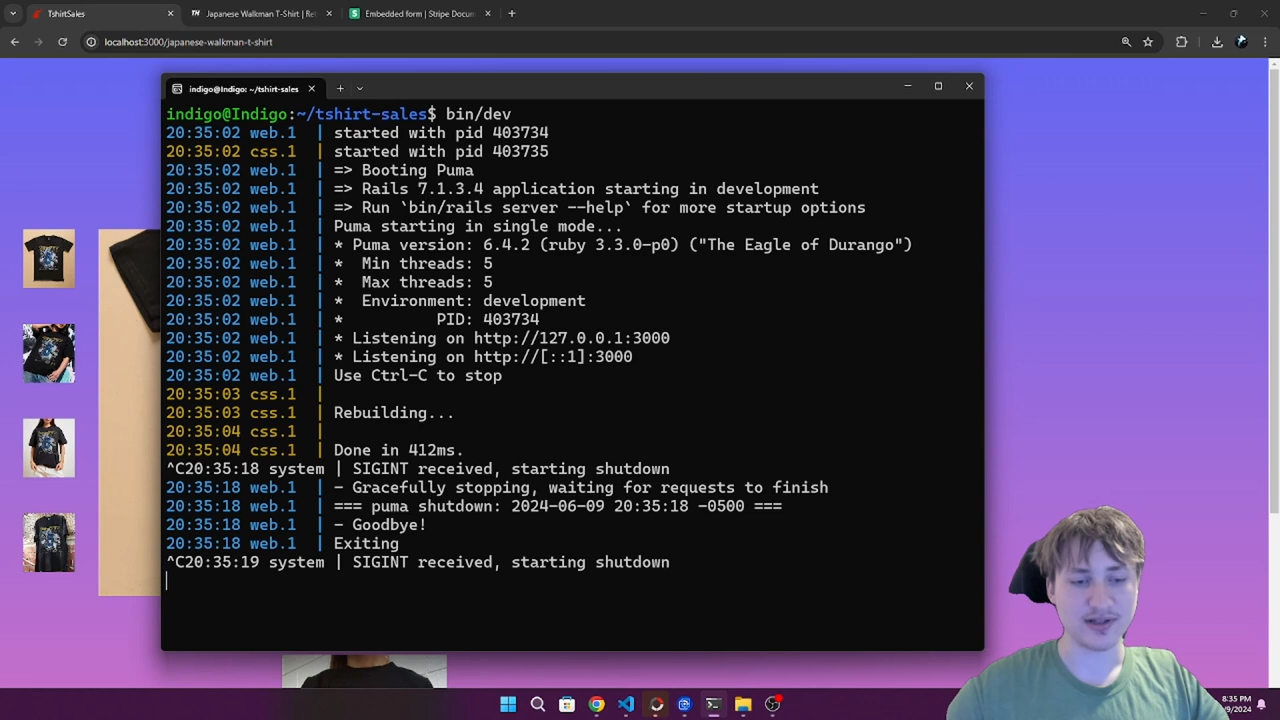 TshirtSales
Japanese Walkman T-Shirt | Ret
Embedded form | Stripe Docum
localhost:3000/japanese-walkman-t-shirt
indigo@Indigo: ~/tshirt-sales
indigo@Indigo:~/tshirt-sales$ bin/dev
20:35:02 web.1 | started with pid 403734
20:35:02 css.1 | started with pid 403735
20:35:02 web.1 | => Booting Puma
20:35:02 web.1 | => Rails 7.1.3.4 application starting in development
20:35:02 web.1 | => Run `bin/rails server --help` for more startup options
20:35:02 web.1 | Puma starting in single mode...
20:35:02 web.1 | * Puma version: 6.4.2 (ruby 3.3.0-p0) ("The Eagle of Durango")
20:35:02 web.1 | * Min threads: 5
20:35:02 web.1 | * Max threads: 5
20:35:02 web.1 | * Environment: development
20:35:02 web.1 | * PID: 403734
20:35:02 web.1 | * Listening on http://127.0.0.1:3000
20:35:02 web.1 | * Listening on http://[::1]:3000
20:35:02 web.1 | Use Ctrl-C to stop
20:35:03 css.1 |
20:35:03 css.1 | Rebuilding...
20:35:04 css.1 |
20:35:04 css.1 | Done in 412ms.
^C20:35:18 system | SIGINT received, starting shutdown
20:35:18 web.1 | - Gracefully stopping, waiting for requests to finish
20:35:18 web.1 | === puma shutdown: 2024-06-09 20:35:18 -0500 ===
20:35:18 web.1 | - Goodbye!
20:35:18 web.1 | Exiting
^C20:35:19 system | SIGINT received, starting shutdown
8:35 PM
/9/2024